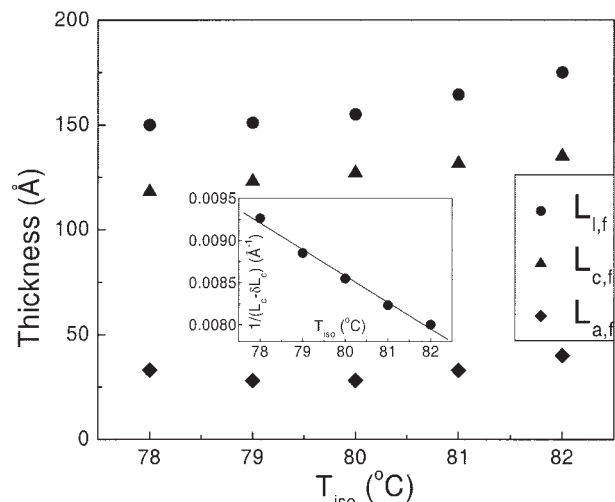 200
150
100
50
0
Thickness (Å)
78 79 80 81 82
T_iso (°C)
0.0095
0.0090
0.0085
0.0080
1/(L_c-δL_c) (Å⁻¹)
T_iso (°C)
78 79 80 81 82
L_l,f
L_c,f
L_a,f